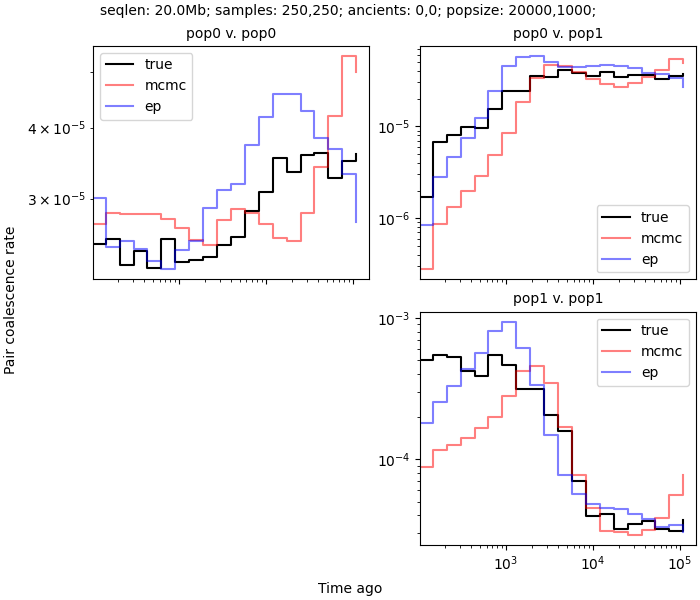 seqlen: 20.0Mb; samples: 250,250; ancients: 0,0; popsize: 20000,1000;
pop0 v. pop0
true
mcmc
ep
4 × 10⁻⁵
3 × 10⁻⁵
pop0 v. pop1
10⁻⁵
10⁻⁶
true
mcmc
ep
pop1 v. pop1
10⁻³
10⁻⁴
true
mcmc
ep
10³
10⁴
10⁵
Pair coalescence rate
Time ago